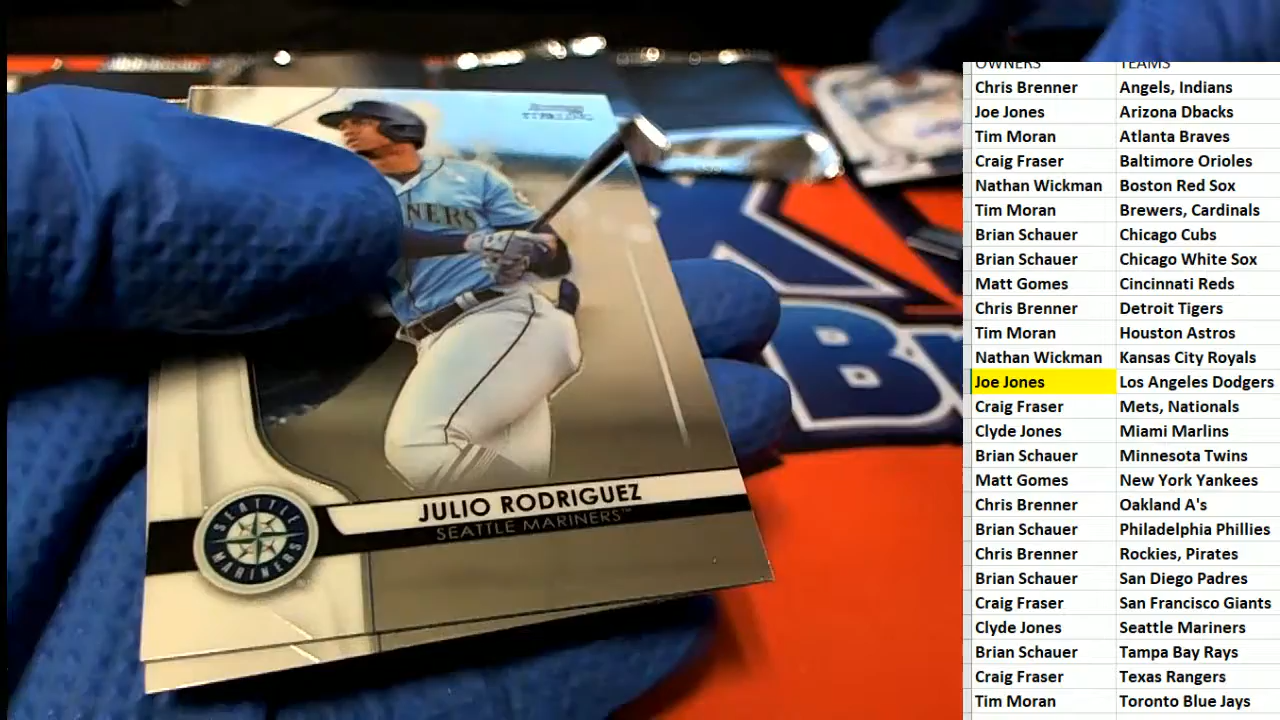 BOWMAN STERLING
NERS
JULIO RODRIGUEZ
SEATTLE MARINERS™
SEATTLE MARINERS
OWNERS TEAMS
Chris Brenner Angels, Indians
Joe Jones Arizona Dbacks
Tim Moran Atlanta Braves
Craig Fraser Baltimore Orioles
Nathan Wickman Boston Red Sox
Tim Moran Brewers, Cardinals
Brian Schauer Chicago Cubs
Brian Schauer Chicago White Sox
Matt Gomes Cincinnati Reds
Chris Brenner Detroit Tigers
Tim Moran Houston Astros
Nathan Wickman Kansas City Royals
Joe Jones Los Angeles Dodgers
Craig Fraser Mets, Nationals
Clyde Jones Miami Marlins
Brian Schauer Minnesota Twins
Matt Gomes New York Yankees
Chris Brenner Oakland A's
Brian Schauer Philadelphia Phillies
Chris Brenner Rockies, Pirates
Brian Schauer San Diego Padres
Craig Fraser San Francisco Giants
Clyde Jones Seattle Mariners
Brian Schauer Tampa Bay Rays
Craig Fraser Texas Rangers
Tim Moran Toronto Blue Jays